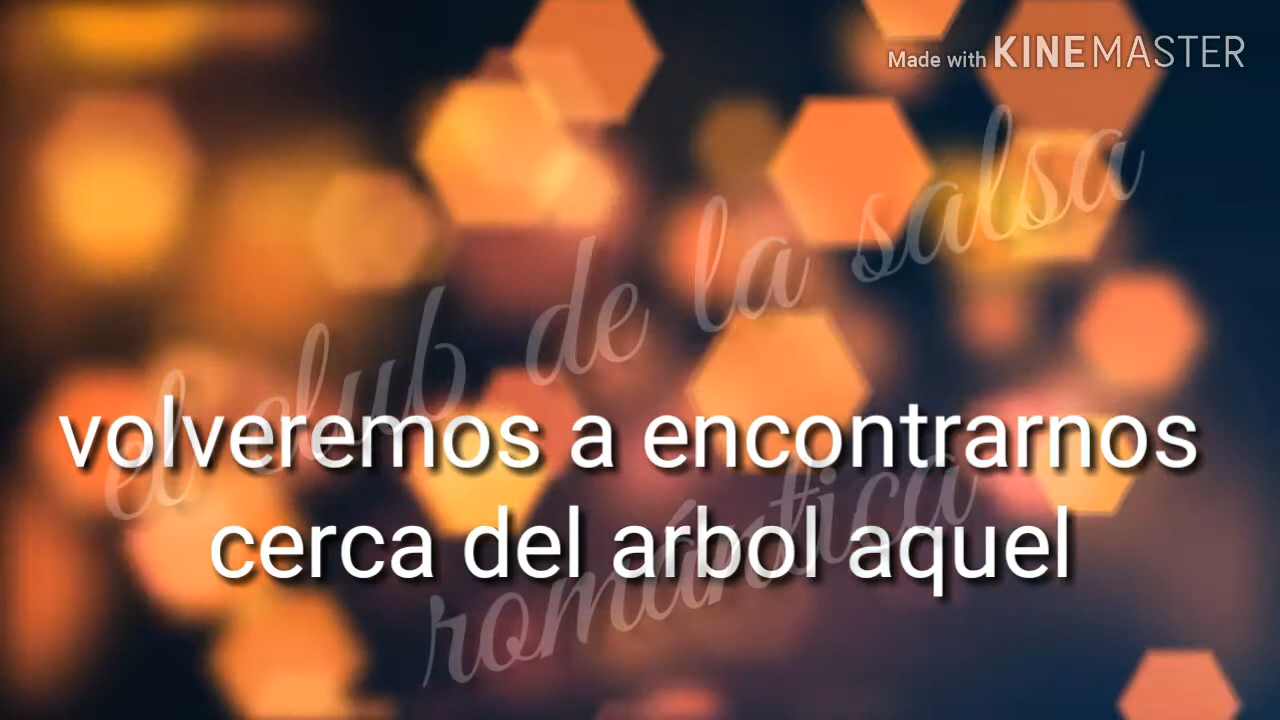 Made with KINEMASTER
el club de la salsa
romántica
volveremos a encontrarnos
cerca del arbol aquel